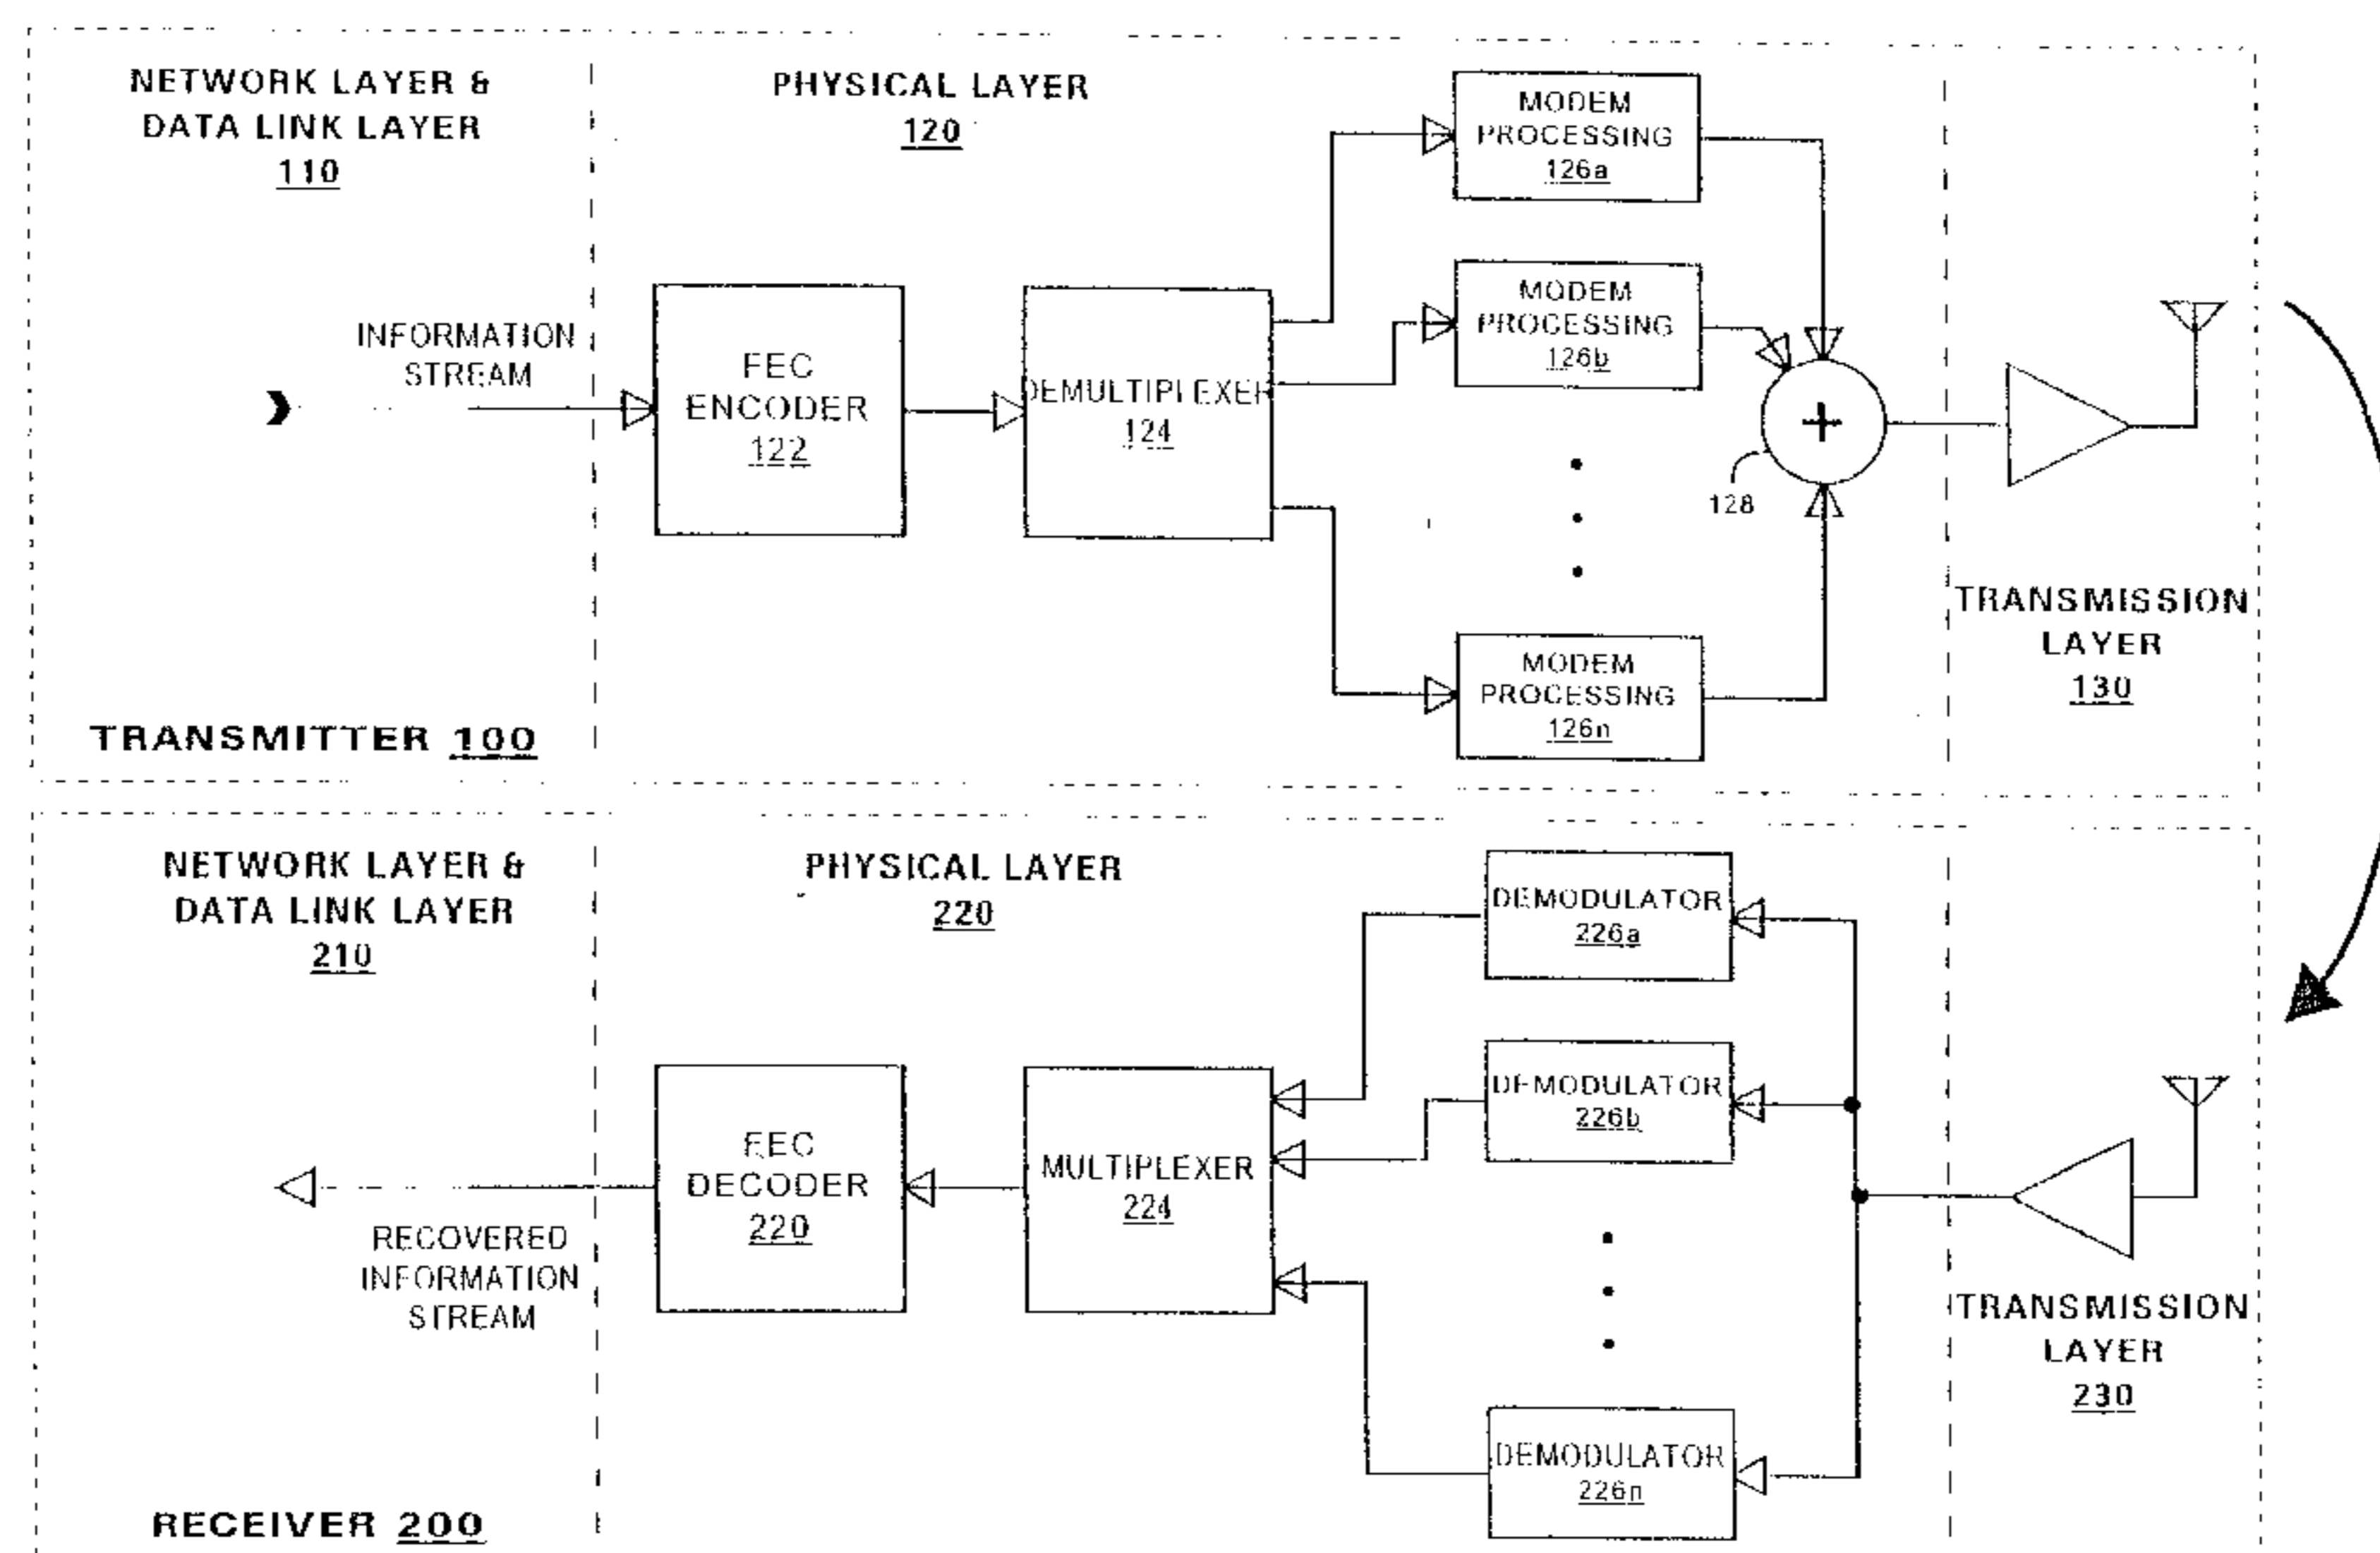 NETWORK LAYER &
DATA LINK LAYER
110
PHYSICAL LAYER
120
MODEM
PROCESSING
126a
INFORMATION
STREAM
FEC
ENCODER
122
DEMULTIPLEXER
124
MODEM
PROCESSING
126b
+
128
MODEM
PROCESSING
126n
TRANSMISSION
LAYER
130
TRANSMITTER 100
NETWORK LAYER &
DATA LINK LAYER
210
PHYSICAL LAYER
220
DEMODULATOR
226a
DEMODULATOR
226b
FEC
DECODER
220
MULTIPLEXER
224
RECOVERED
INFORMATION
STREAM
DEMODULATOR
226n
TRANSMISSION
LAYER
230
RECEIVER 200